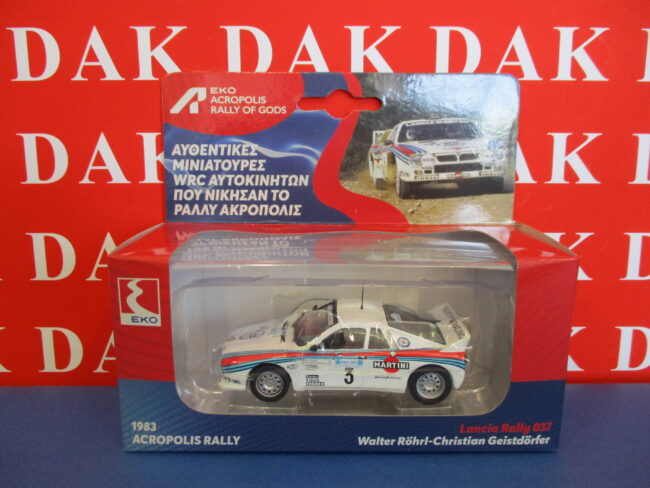 DAK DAK DAK DAK
EKO
ACROPOLIS
RALLY OF GODS
ΑΥΘΕΝΤΙΚΕΣ
ΜΙΝΙΑΤΟΥΡΕΣ
WRC ΑΥΤΟΚΙΝΗΤΩΝ
ΠΟΥ ΝΙΚΗΣΑΝ ΤΟ
ΡΑΛΛΥ ΑΚΡΟΠΟΛΙΣ
DAK
DAK
DAK
DAK
DAK
EKO
MARTINI
3
1983
ACROPOLIS RALLY
Lancia Rally 037
Walter Röhrl-Christian Geistdörfer